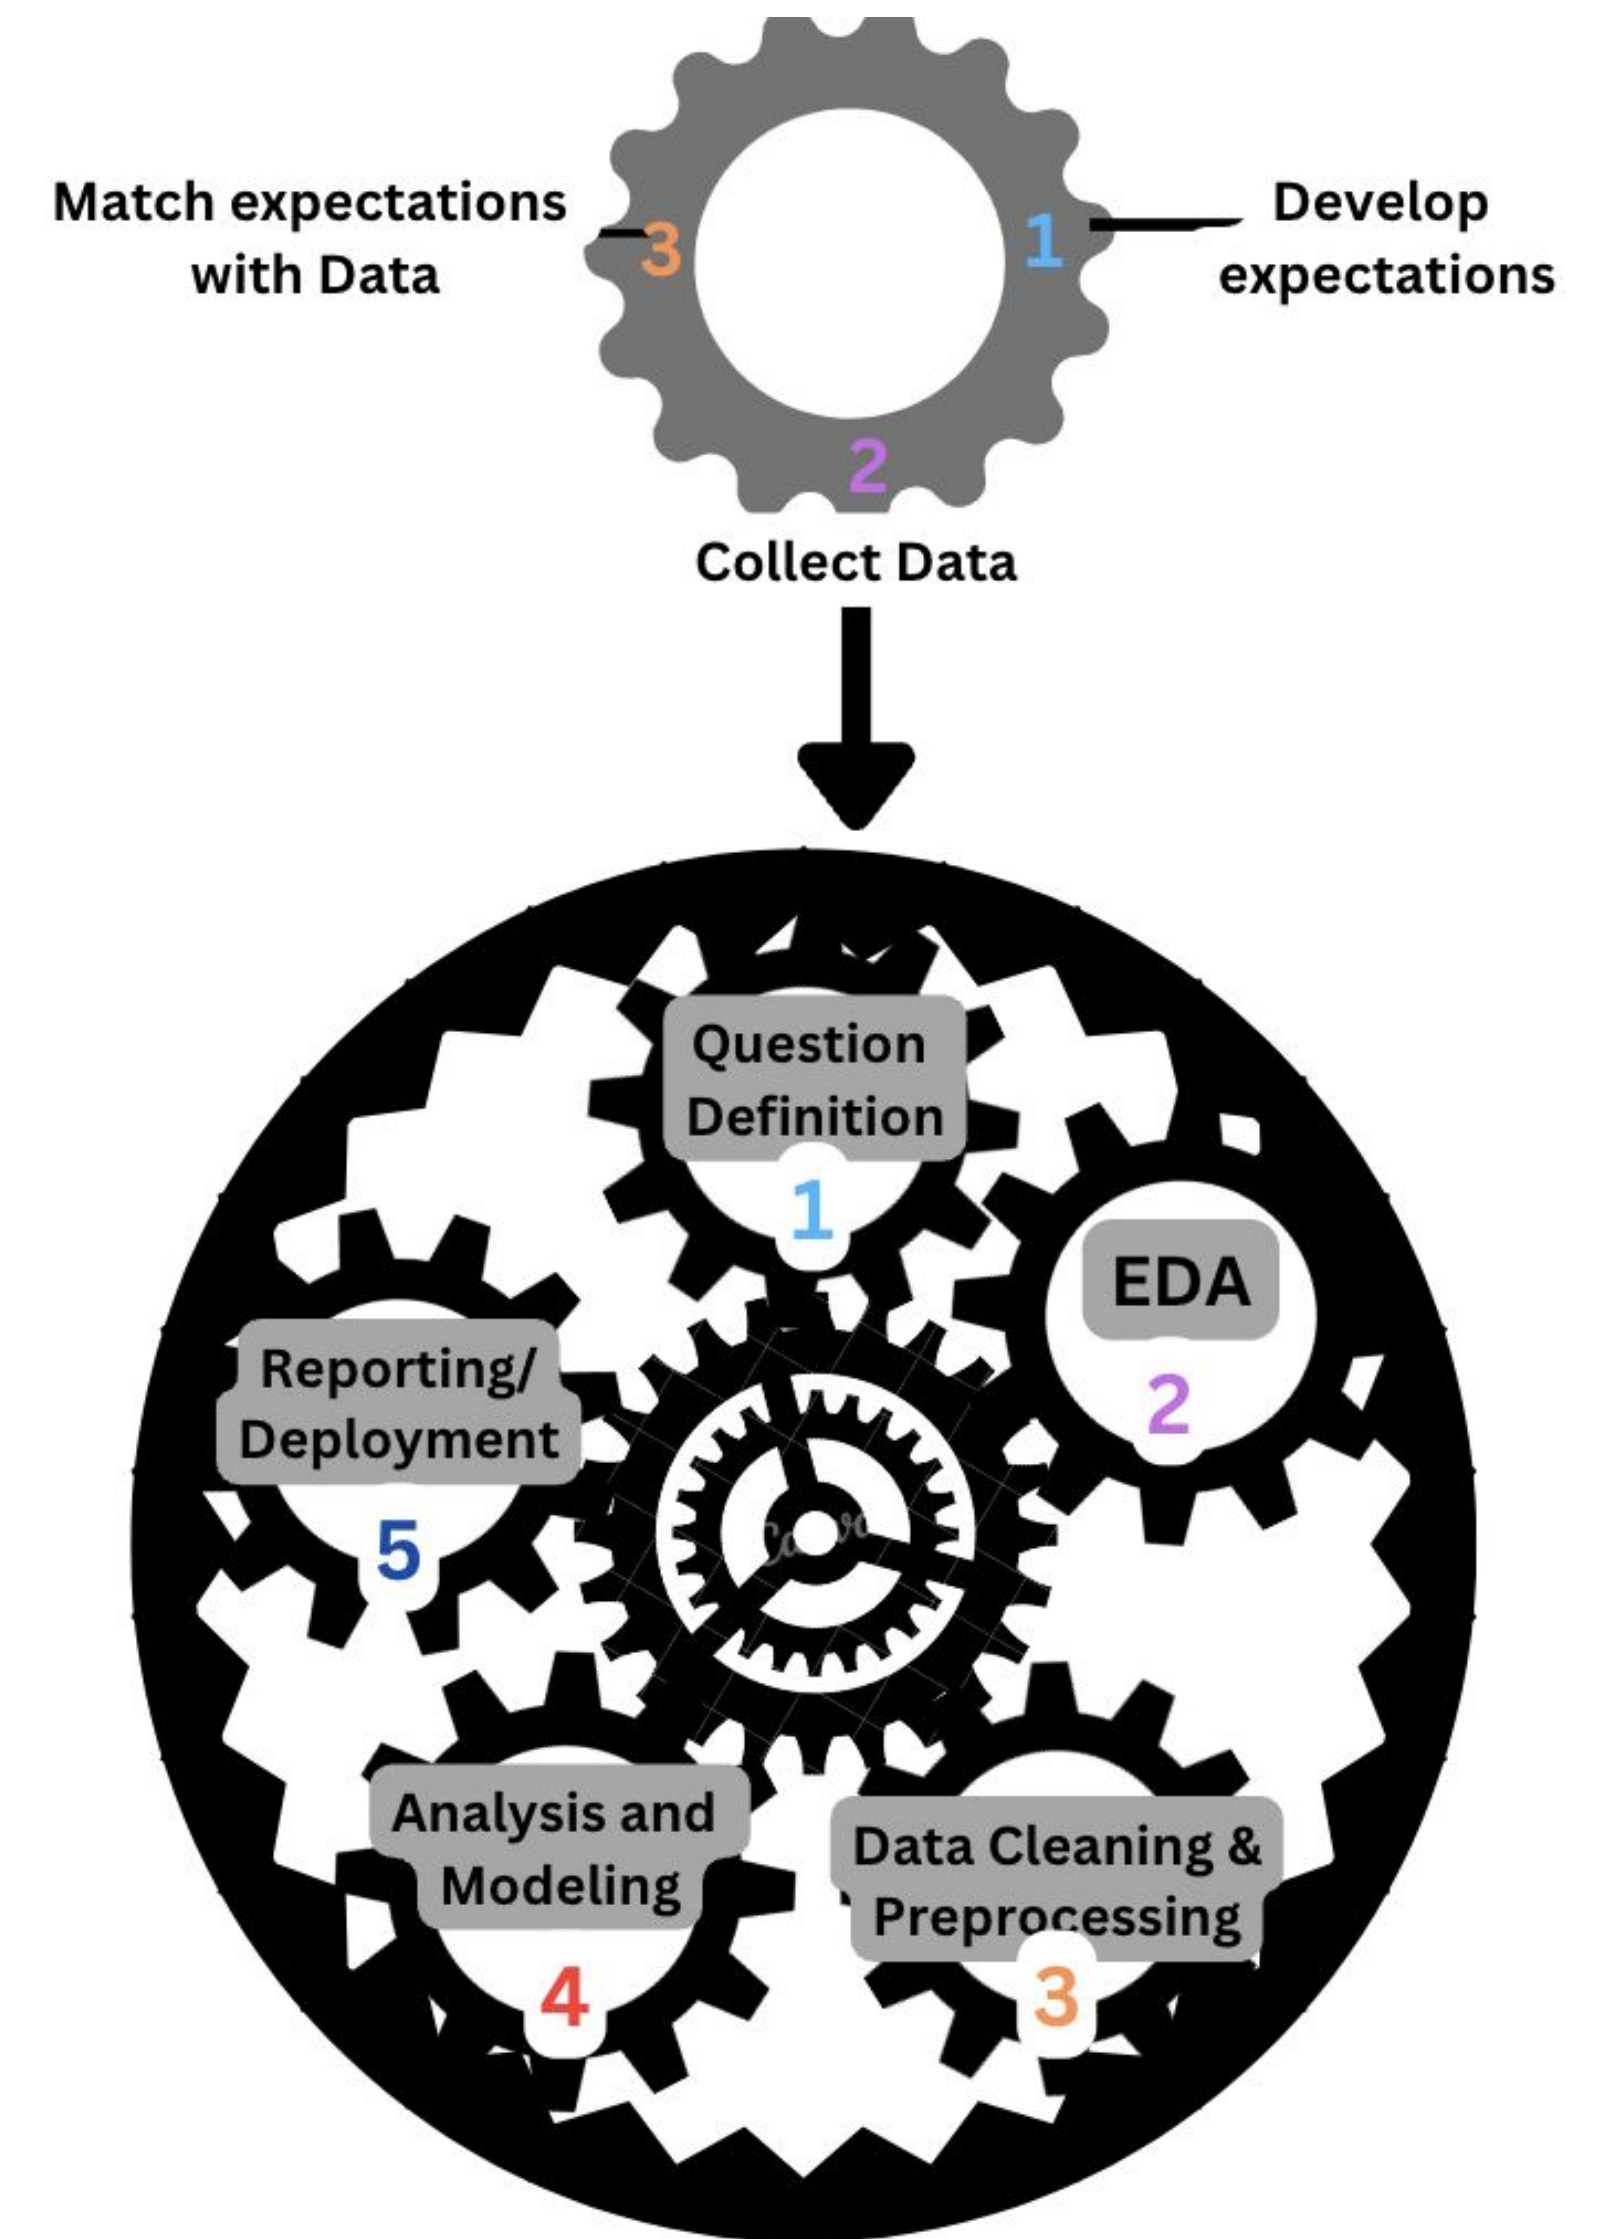 Match expectations
with Data
3
1
Develop
expectations
2
Collect Data
Question
Definition
1
EDA
2
Reporting/
Deployment
5
Canva
Analysis and
Modeling
4
Data Cleaning &
Preprocessing
3